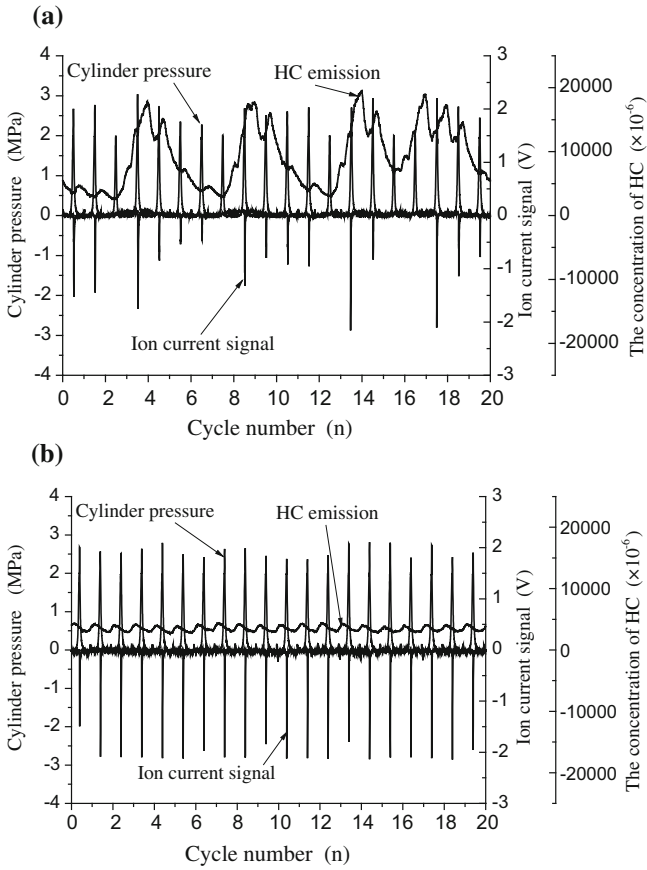 (a)
Cylinder pressure
HC emission
Ion current signal
4
3
2
1
0
-1
-2
-3
-4
Cylinder pressure (MPa)
3
2
1
0
-1
-2
-3
Ion current signal (V)
20000
10000
0
-10000
-20000
The concentration of HC (×10⁻⁶)
0 2 4 6 8 10 12 14 16 18 20
Cycle number (n)
(b)
Cylinder pressure
HC emission
Ion current signal
4
3
2
1
0
-1
-2
-3
-4
Cylinder pressure (MPa)
3
2
1
0
-1
-2
-3
Ion current signal (V)
20000
10000
0
-10000
-20000
The concentration of HC (×10⁻⁶)
0 2 4 6 8 10 12 14 16 18 20
Cycle number (n)